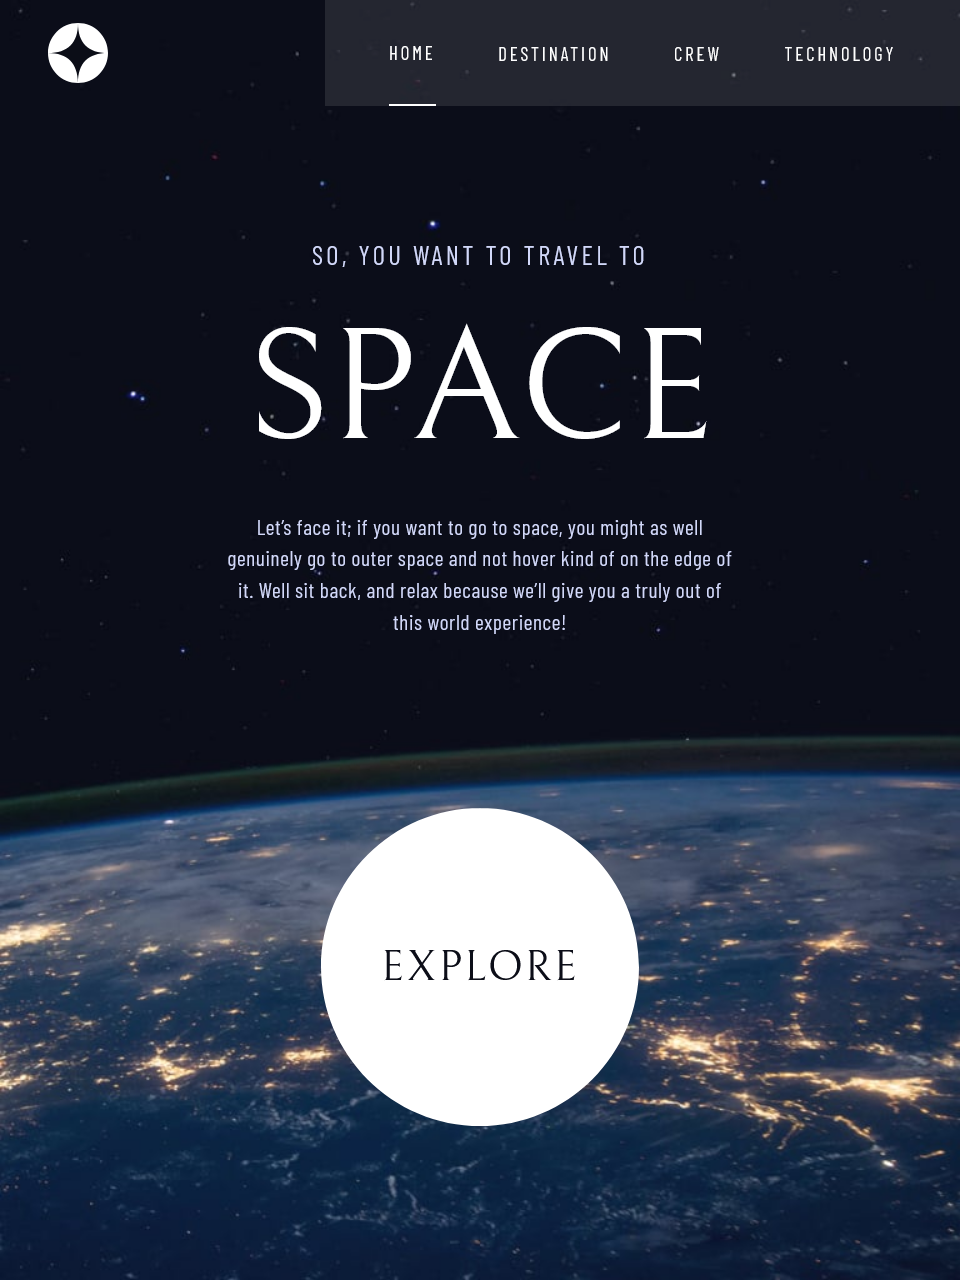 HOME DESTINATION CREW TECHNOLOGY
SO, YOU WANT TO TRAVEL TO
SPACE
Let’s face it; if you want to go to space, you might as well
genuinely go to outer space and not hover kind of on the edge of
it. Well sit back, and relax because we’ll give you a truly out of
this world experience!
EXPLORE